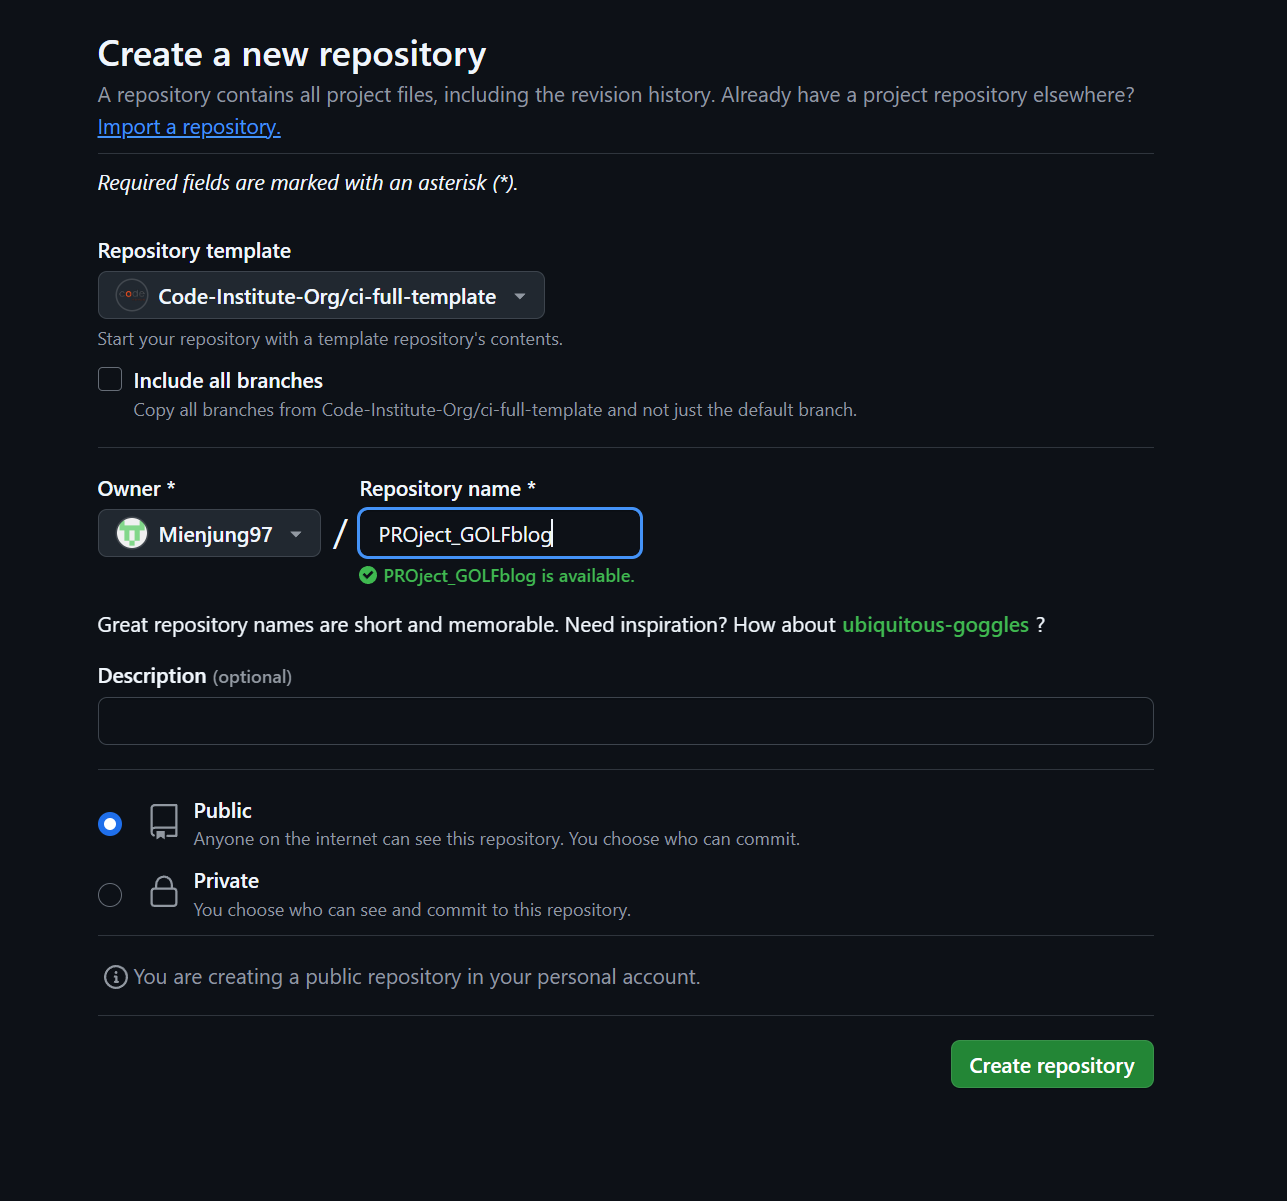 Create a new repository
A repository contains all project files, including the revision history. Already have a project repository elsewhere?
Import a repository.
Required fields are marked with an asterisk (*).
Repository template
code Code-Institute-Org/ci-full-template
Start your repository with a template repository's contents.
Include all branches
Copy all branches from Code-Institute-Org/ci-full-template and not just the default branch.
Owner * Repository name *
Mienjung97 / PROject_GOLFblog
PROject_GOLFblog is available.
Great repository names are short and memorable. Need inspiration? How about ubiquitous-goggles ?
Description (optional)
Public
Anyone on the internet can see this repository. You choose who can commit.
Private
You choose who can see and commit to this repository.
You are creating a public repository in your personal account.
Create repository